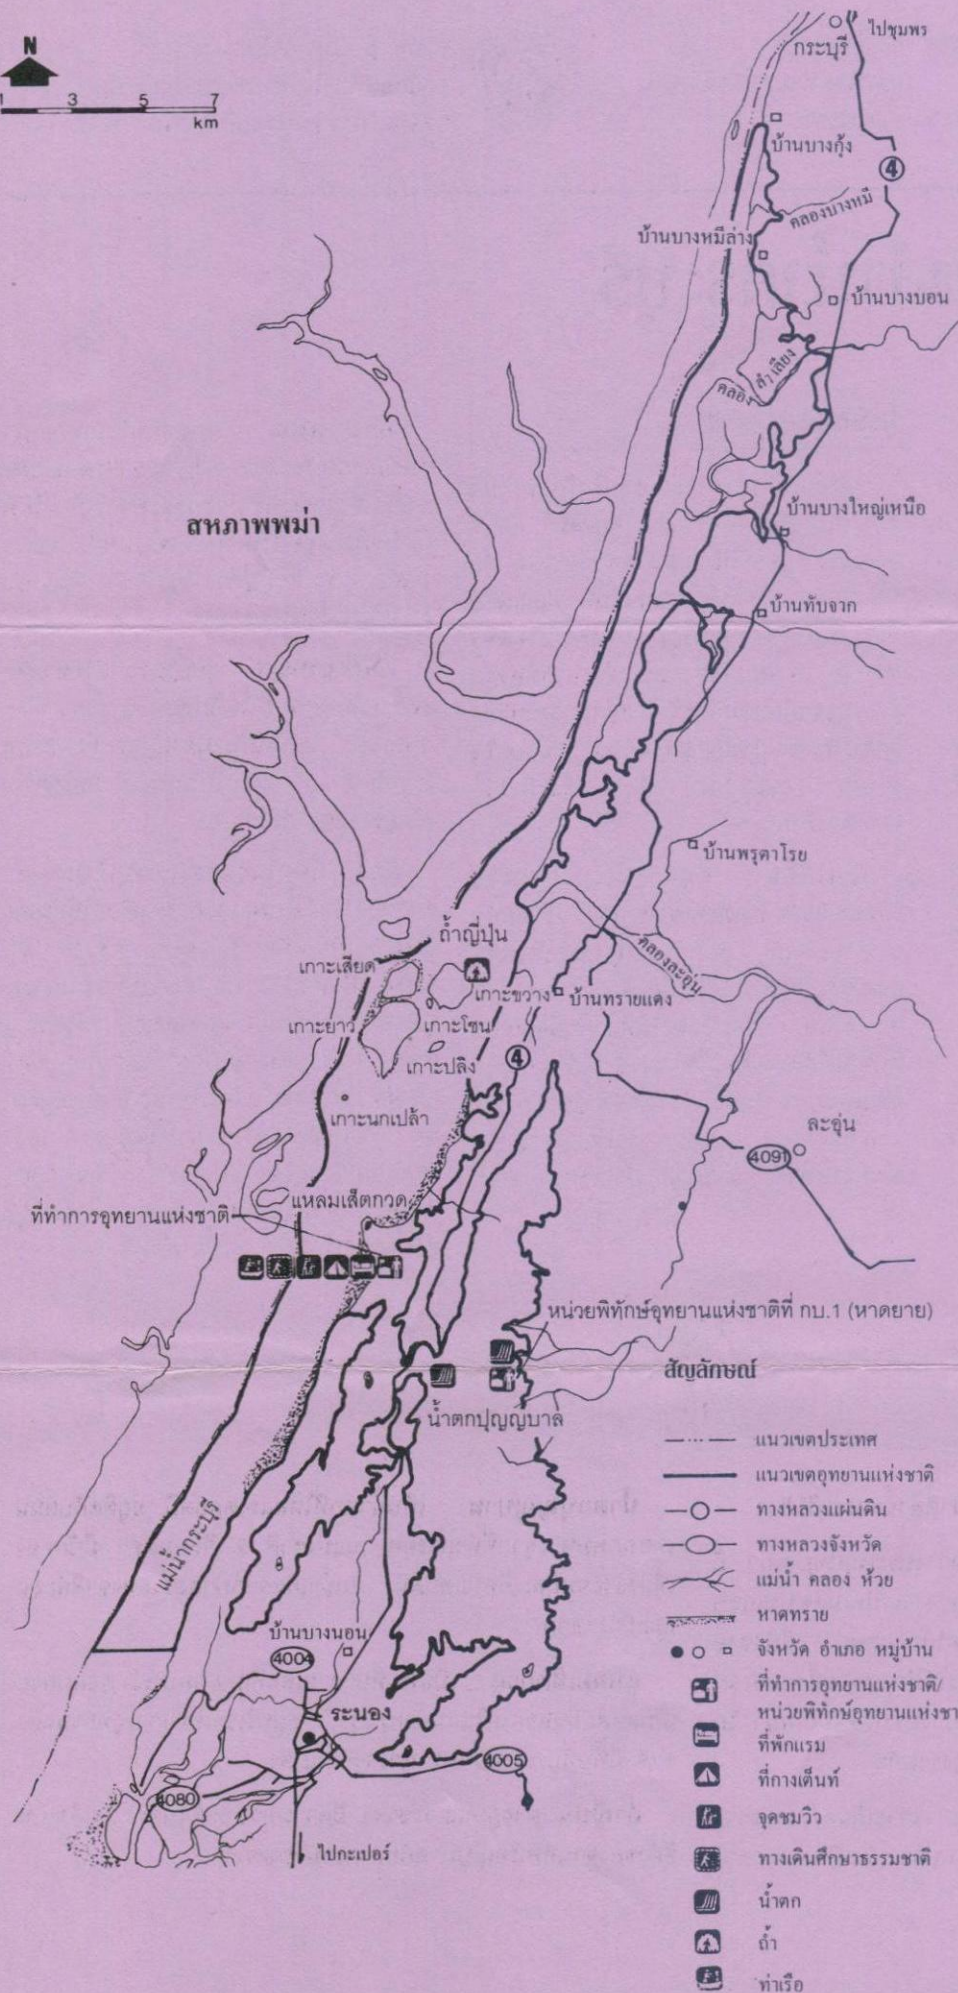 N
1 3 5 7
km
ไปชุมพร
กระบุรี
บ้านบางกุ้ง
4
คลองบางหมี
บ้านบางหมีล่าง
บ้านบางบอน
คลอง ลำเลียง
สหภาพพม่า
บ้านบางใหญ่เหนือ
บ้านทับจาก
บ้านพรุตาโรย
ถ้ำญี่ปุ่น
เกาะเสียด
คลองละอุ่น
เกาะขวาง
บ้านทรายแดง
เกาะยาว
เกาะโชน
4
เกาะปลิง
เกาะนกเปล้า
ละอุ่น
4091
แหลมเส็ตกวด
ที่ทำการอุทยานแห่งชาติ
หน่วยพิทักษ์อุทยานแห่งชาติที่ กบ.1 (หาดยาย)
น้ำตกปุญญบาล
แม่น้ำกระบุรี
บ้านบางนอน
4004
ระนอง
4005
4080
ไปกะเปอร์
สัญลักษณ์
แนวเขตประเทศ
แนวเขตอุทยานแห่งชาติ
ทางหลวงแผ่นดิน
ทางหลวงจังหวัด
แม่น้ำ คลอง ห้วย
หาดทราย
จังหวัด อำเภอ หมู่บ้าน
ที่ทำการอุทยานแห่งชาติ/
หน่วยพิทักษ์อุทยานแห่งชา
ที่พักแรม
ที่กางเต็นท์
จุดชมวิว
ทางเดินศึกษาธรรมชาติ
น้ำตก
ถ้ำ
ท่าเรือ